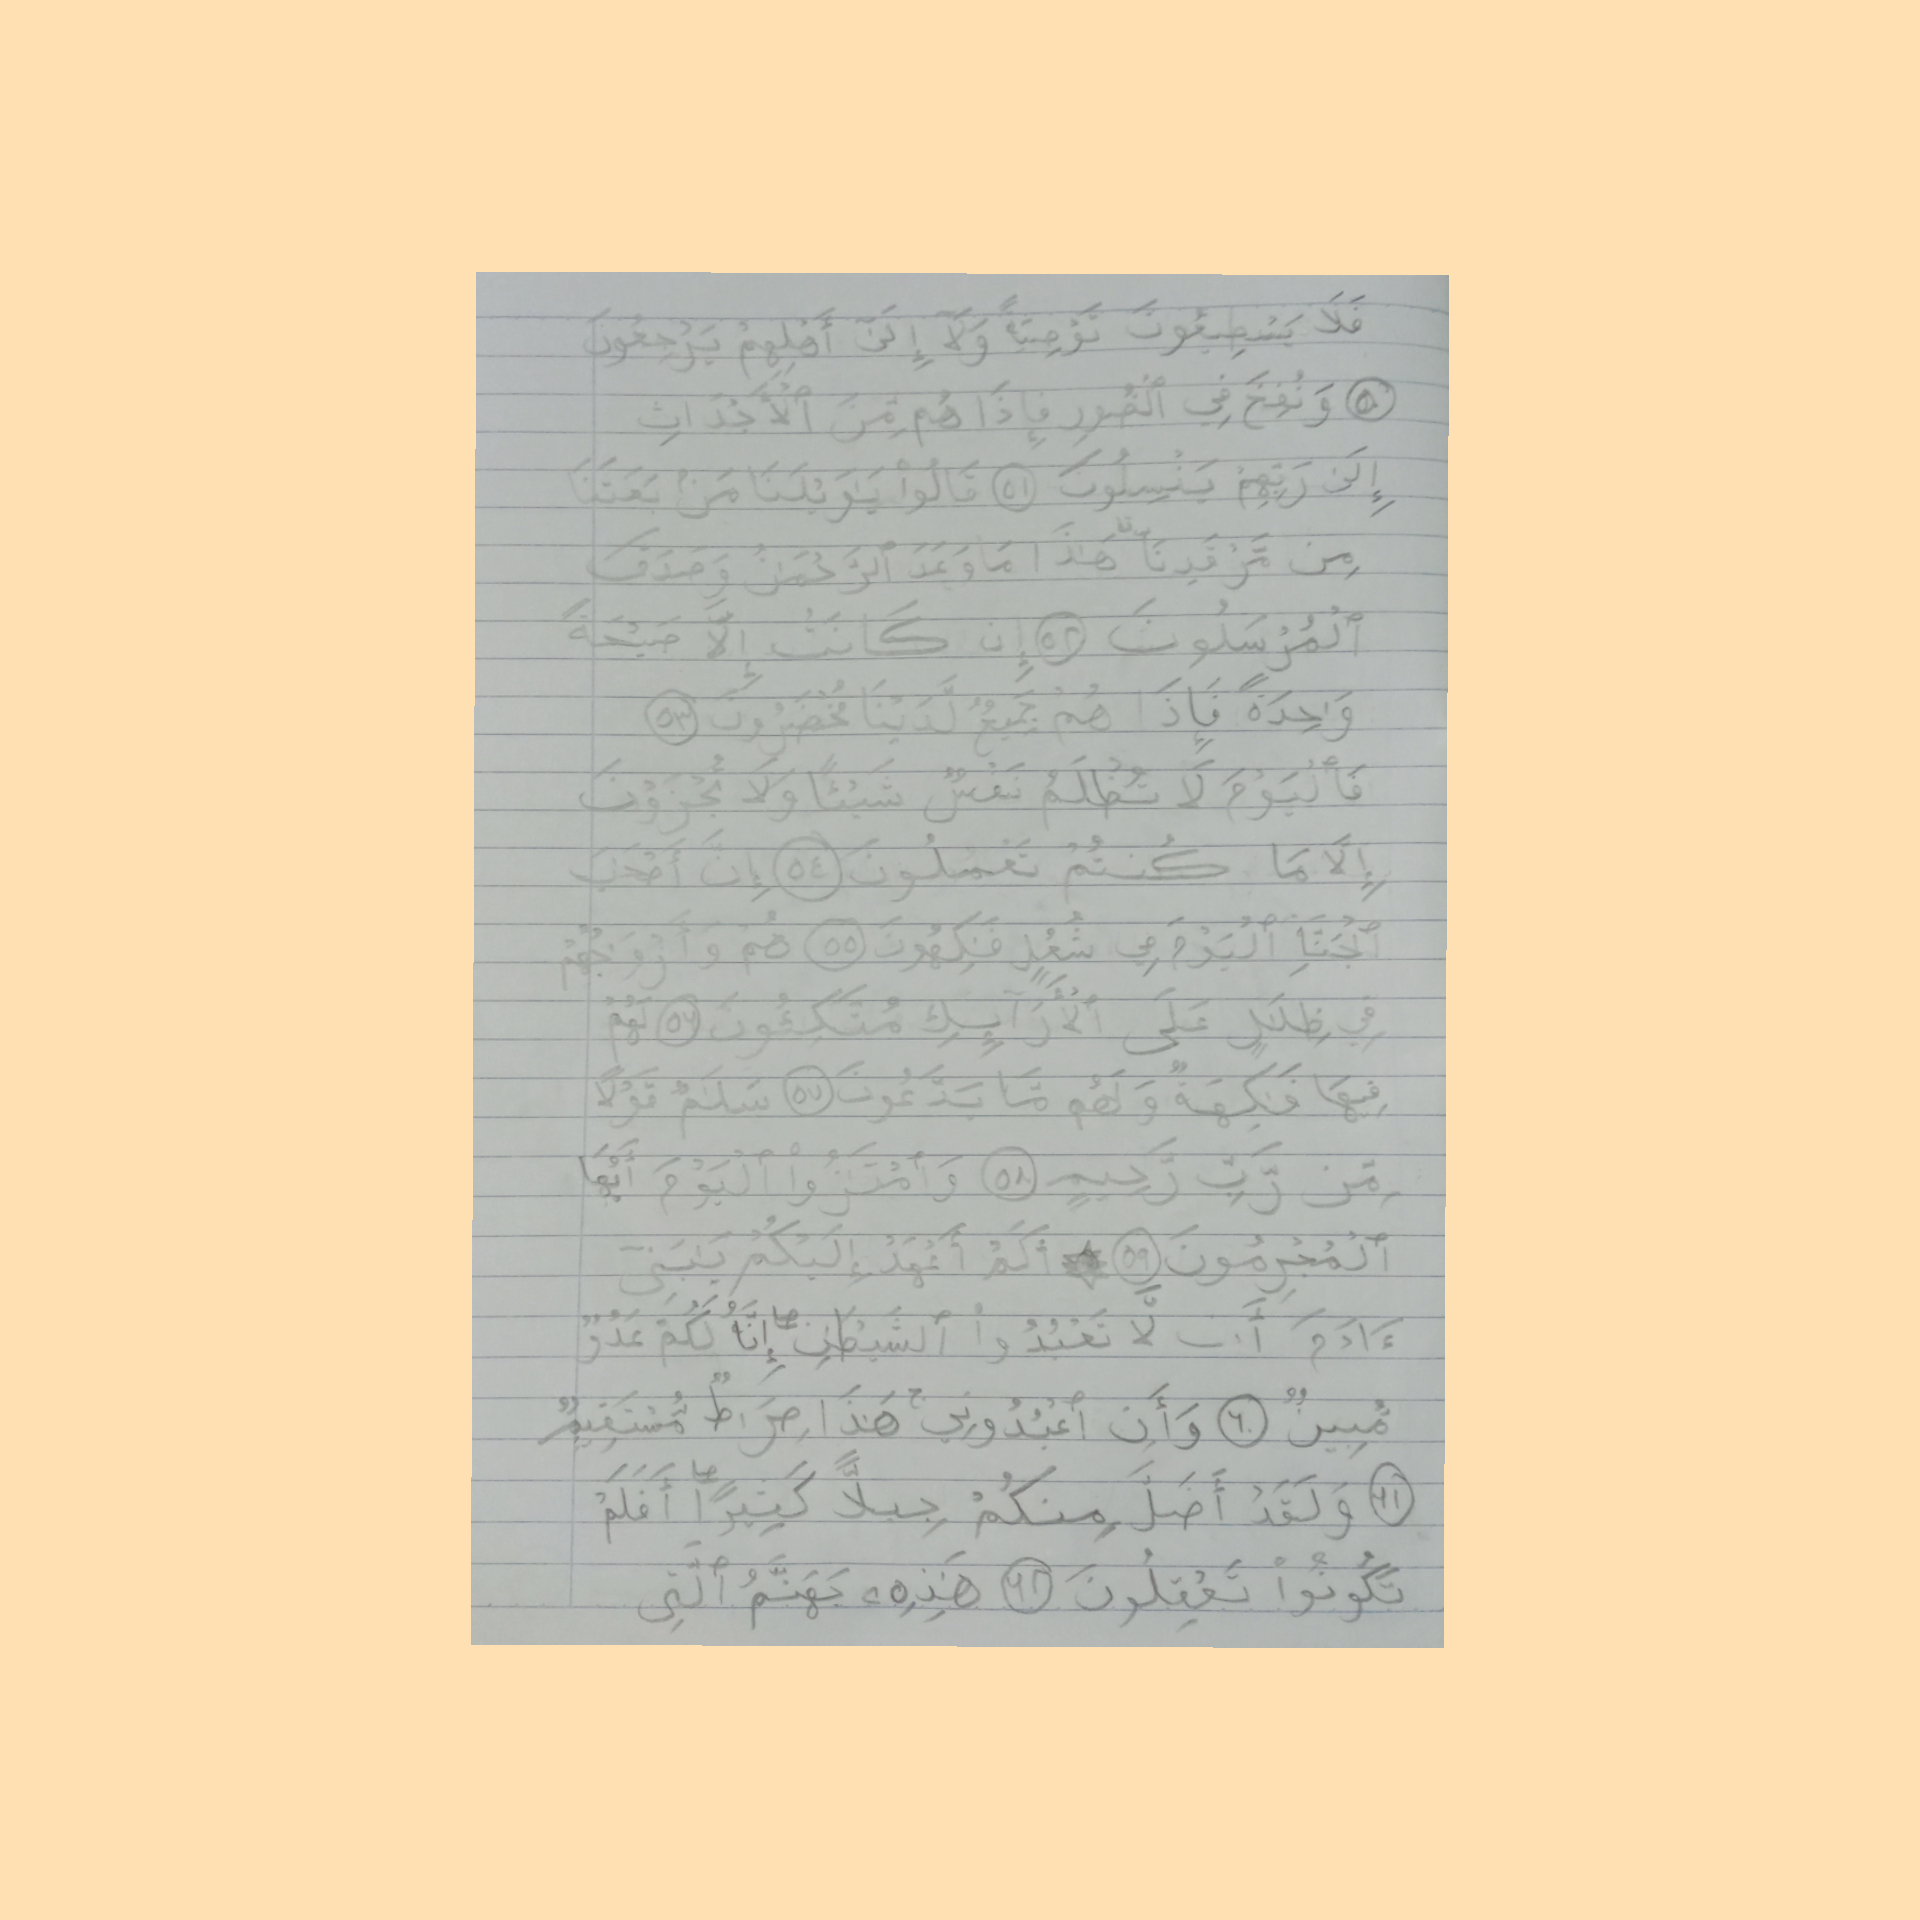 فَلَا يَسۡتَطِيعُونَ تَوۡصِيَةٗ وَلَآ إِلَىٰٓ أَهۡلِهِمۡ يَرۡجِعُونَ
٥٠ وَنُفِخَ فِي ٱلصُّورِ فَإِذَا هُم مِّنَ ٱلۡأَجۡدَاثِ
إِلَىٰ رَبِّهِمۡ يَنسِلُونَ ٥١ قَالُواْ يَٰوَيۡلَنَا مَنۢ بَعَثَنَا
مِن مَّرۡقَدِنَاۜۗ هَٰذَا مَا وَعَدَ ٱلرَّحۡمَٰنُ وَصَدَقَ
ٱلۡمُرۡسَلُونَ ٥٢ إِن كَانَتۡ إِلَّا صَيۡحَةٗ
وَٰحِدَةٗ فَإِذَا هُمۡ جَمِيعٞ لَّدَيۡنَا مُحۡضَرُونَ ٥٣
فَٱلۡيَوۡمَ لَا تُظۡلَمُ نَفۡسٞ شَيۡـٔٗا وَلَا تُجۡزَوۡنَ
إِلَّا مَا كُنتُمۡ تَعۡمَلُونَ ٥٤ إِنَّ أَصۡحَٰبَ
ٱلۡجَنَّةِ ٱلۡيَوۡمَ فِي شُغُلٖ فَٰكِهُونَ ٥٥ هُمۡ وَأَزۡوَٰجُهُمۡ
فِي ظِلَٰلٍ عَلَى ٱلۡأَرَآئِكِ مُتَّكِـُٔونَ ٥٦ لَهُمۡ
فِيهَا فَٰكِهَةٞ وَلَهُم مَّا يَدَّعُونَ ٥٧ سَلَٰمٞ قَوۡلٗا
مِّن رَّبّٖ رَّحِيمٖ ٥٨ وَٱمۡتَٰزُواْ ٱلۡيَوۡمَ أَيُّهَا
ٱلۡمُجۡرِمُونَ ٥٩ ۞ أَلَمۡ أَعۡهَدۡ إِلَيۡكُمۡ يَٰبَنِيٓ
ءَادَمَ أَن لَّا تَعۡبُدُواْ ٱلشَّيۡطَٰنَۖ إِنَّهُۥ لَكُمۡ عَدُوّٞ
مُّبِينٞ ٦٠ وَأَنِ ٱعۡبُدُونِيۚ هَٰذَا صِرَٰطٞ مُّسۡتَقِيمٞ
٦١ وَلَقَدۡ أَضَلَّ مِنكُمۡ جِبِلّٗا كَثِيرًاۖ أَفَلَمۡ
تَكُونُواْ تَعۡقِلُونَ ٦٢ هَٰذِهِۦ جَهَنَّمُ ٱلَّتِي